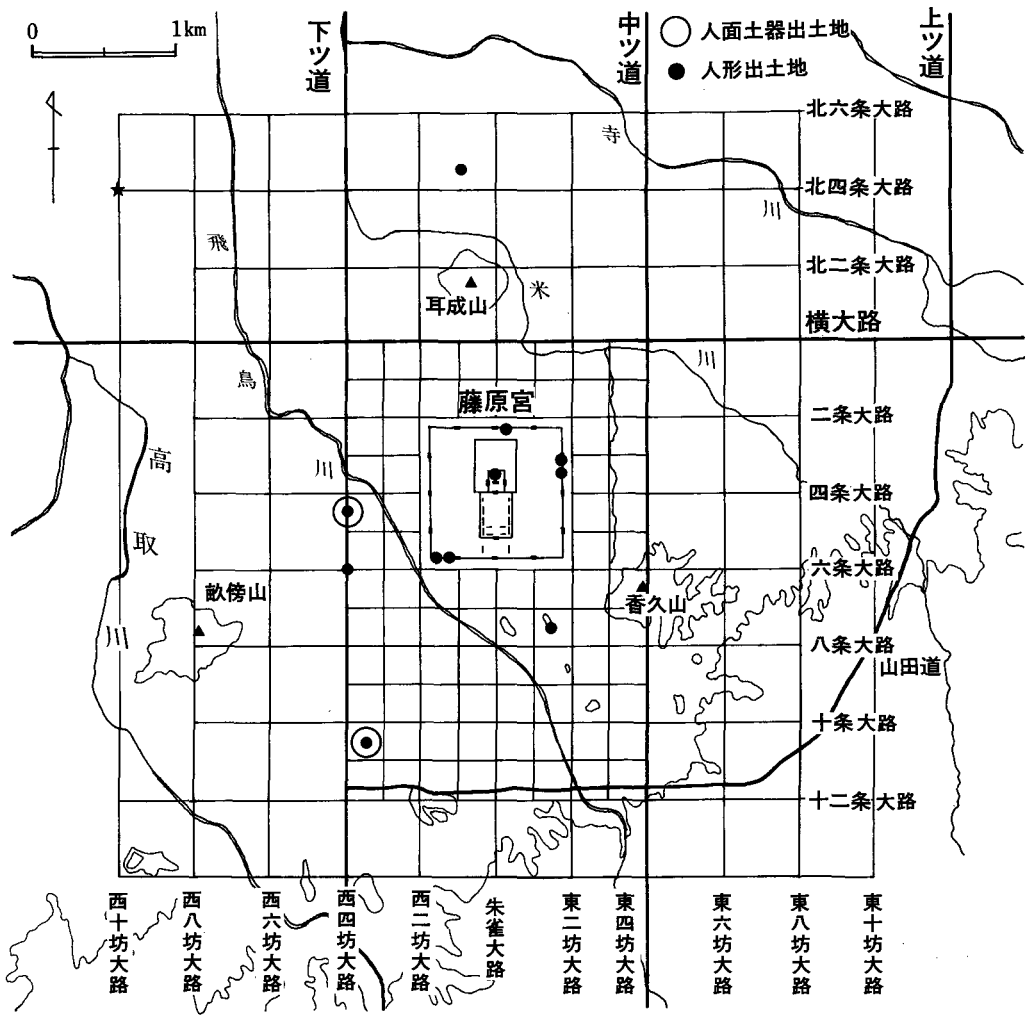 0 1km
下ツ道
中ツ道
上ツ道
人面土器出土地
人形出土地
北六条大路
北四条大路
北二条大路
横大路
二条大路
四条大路
六条大路
八条大路
山田道
十条大路
十二条大路
寺
川
飛
鳥
川
米
川
耳成山
藤原宮
高
取
川
畝傍山
香久山
西十坊大路
西八坊大路
西六坊大路
西四坊大路
西二坊大路
朱雀大路
東二坊大路
東四坊大路
東六坊大路
東八坊大路
東十坊大路